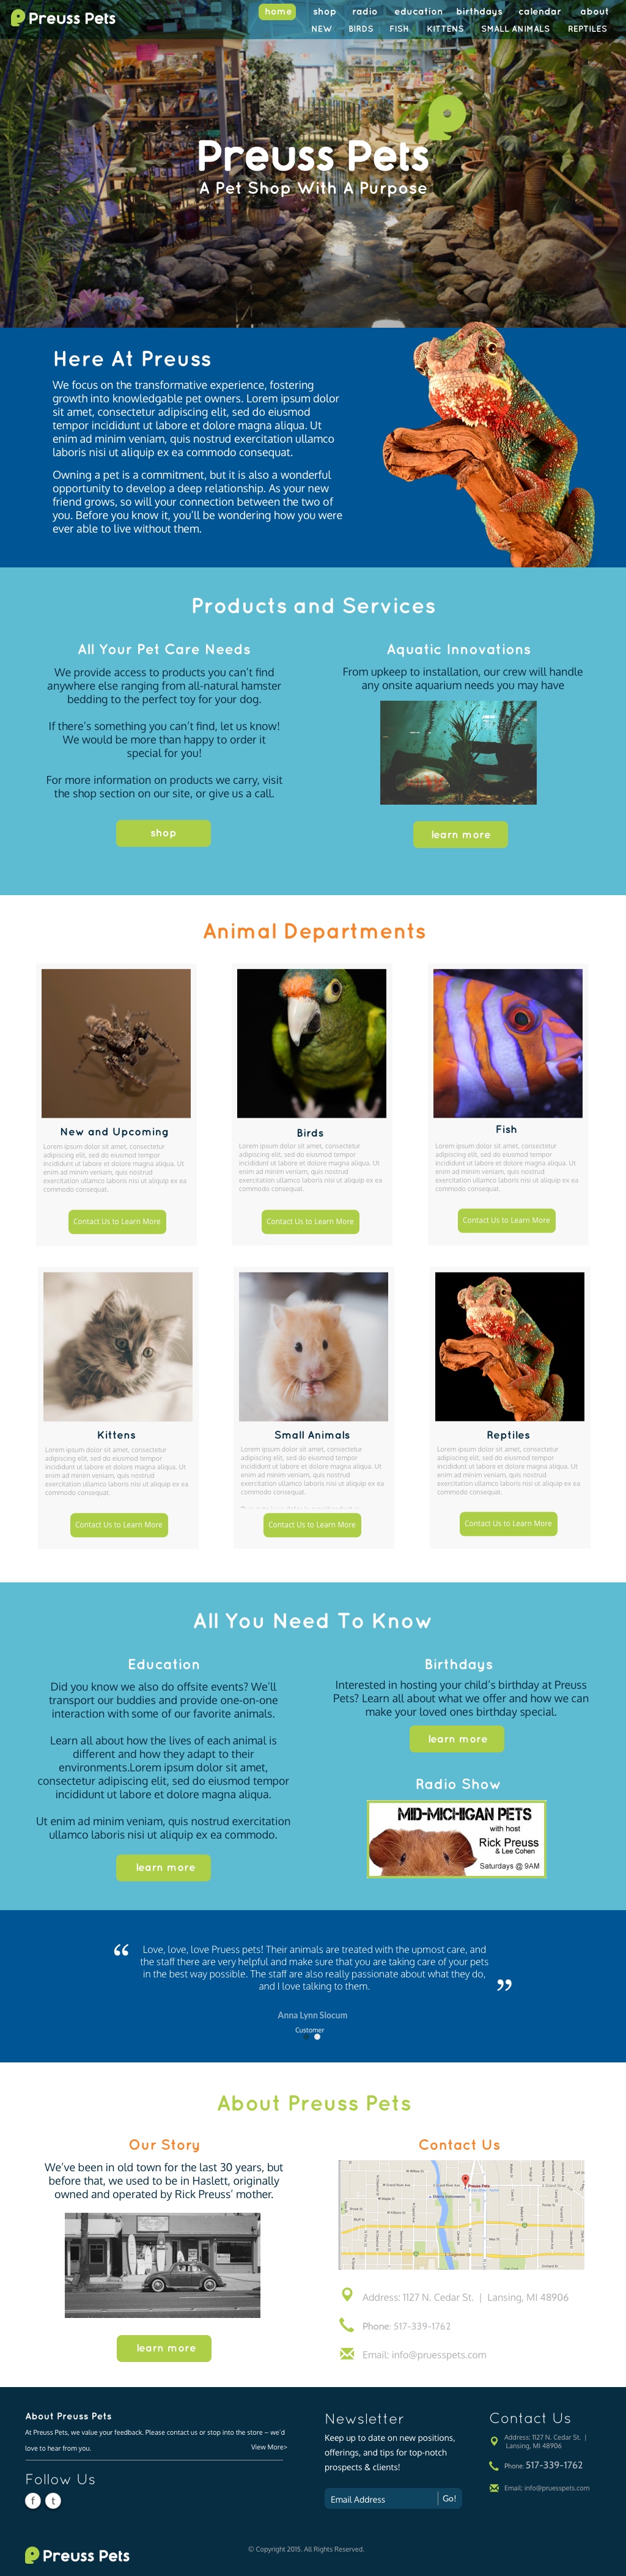 Preuss Pets
home shop radio education birthdays calendar about
NEW BIRDS FISH KITTENS SMALL ANIMALS REPTILES
Preuss Pets
A Pet Shop With A Purpose
Here At Preuss
We focus on the transformative experience, fostering
growth into knowledgable pet owners. Lorem ipsum dolor
sit amet, consectetur adipiscing elit, sed do eiusmod
tempor incididunt ut labore et dolore magna aliqua. Ut
enim ad minim veniam, quis nostrud exercitation ullamco
laboris nisi ut aliquip ex ea commodo consequat.
Owning a pet is a commitment, but it is also a wonderful
opportunity to develop a deep relationship. As your new
friend grows, so will your connection between the two of
you. Before you know it, you'll be wondering how you were
ever able to live without them.
Products and Services
All Your Pet Care Needs
We provide access to products you can't find
anywhere else ranging from all-natural hamster
bedding to the perfect toy for your dog.
If there's something you can't find, let us know!
We would be more than happy to order it
special for you!
For more information on products we carry, visit
the shop section on our site, or give us a call.
shop
Aquatic Innovations
From upkeep to installation, our crew will handle
any onsite aquarium needs you may have
learn more
Animal Departments
New and Upcoming
Lorem ipsum dolor sit amet, consectetur
adipiscing elit, sed do eiusmod tempor
incididunt ut labore et dolore magna aliqua. Ut
enim ad minim veniam, quis nostrud
exercitation ullamco laboris nisi ut aliquip ex ea
commodo consequat.
Contact Us to Learn More
Birds
Lorem ipsum dolor sit amet, consectetur
adipiscing elit, sed do eiusmod tempor
incididunt ut labore et dolore magna aliqua. Ut
enim ad minim veniam, quis nostrud
exercitation ullamco laboris nisi ut aliquip ex ea
commodo consequat.
Contact Us to Learn More
Fish
Lorem ipsum dolor sit amet, consectetur
adipiscing elit, sed do eiusmod tempor
incididunt ut labore et dolore magna aliqua. Ut
enim ad minim veniam, quis nostrud
exercitation ullamco laboris nisi ut aliquip ex ea
commodo consequat.
Contact Us to Learn More
Kittens
Lorem ipsum dolor sit amet, consectetur
adipiscing elit, sed do eiusmod tempor
incididunt ut labore et dolore magna aliqua. Ut
enim ad minim veniam, quis nostrud
exercitation ullamco laboris nisi ut aliquip ex ea
commodo consequat.
Contact Us to Learn More
Small Animals
Lorem ipsum dolor sit amet, consectetur
adipiscing elit, sed do eiusmod tempor
incididunt ut labore et dolore magna aliqua. Ut
enim ad minim veniam, quis nostrud
exercitation ullamco laboris nisi ut aliquip ex ea
commodo consequat.
Contact Us to Learn More
Reptiles
Lorem ipsum dolor sit amet, consectetur
adipiscing elit, sed do eiusmod tempor
incididunt ut labore et dolore magna aliqua. Ut
enim ad minim veniam, quis nostrud
exercitation ullamco laboris nisi ut aliquip ex ea
commodo consequat.
Contact Us to Learn More
All You Need To Know
Education
Did you know we also do offsite events? We'll
transport our buddies and provide one-on-one
interaction with some of our favorite animals.
Learn all about how the lives of each animal is
different and how they adapt to their
environments.Lorem ipsum dolor sit amet,
consectetur adipiscing elit, sed do eiusmod tempor
incididunt ut labore et dolore magna aliqua.
Ut enim ad minim veniam, quis nostrud exercitation
ullamco laboris nisi ut aliquip ex ea commodo.
learn more
Birthdays
Interested in hosting your child's birthday at Preuss
Pets? Learn all about what we offer and how we can
make your loved ones birthday special.
learn more
Radio Show
MID-MICHIGAN PETS
with host
Rick Preuss
& Lee Cohen
Saturdays @ 9AM
“ Love, love, love Pruess pets! Their animals are treated with the upmost care, and
the staff there are very helpful and make sure that you are taking care of your pets
in the best way possible. The staff are also really passionate about what they do,
and I love talking to them. ”
Anna Lynn Slocum
Customer
About Preuss Pets
Our Story
We've been in old town for the last 30 years, but
before that, we used to be in Haslett, originally
owned and operated by Rick Preuss' mother.
learn more
Contact Us
Preuss Pets
Address: 1127 N. Cedar St. | Lansing, MI 48906
Phone: 517-339-1762
Email: info@pruesspets.com
About Preuss Pets
At Preuss Pets, we value your feedback. Please contact us or stop into the store – we'd
love to hear from you.
View More>
Follow Us
f t
Newsletter
Keep up to date on new positions,
offerings, and tips for top-notch
prospects & clients!
Email Address Go!
Contact Us
Address: 1127 N. Cedar St. |
Lansing, MI 48906
Phone: 517-339-1762
Email: info@pruesspets.com
Preuss Pets
© Copyright 2015. All Rights Reserved.